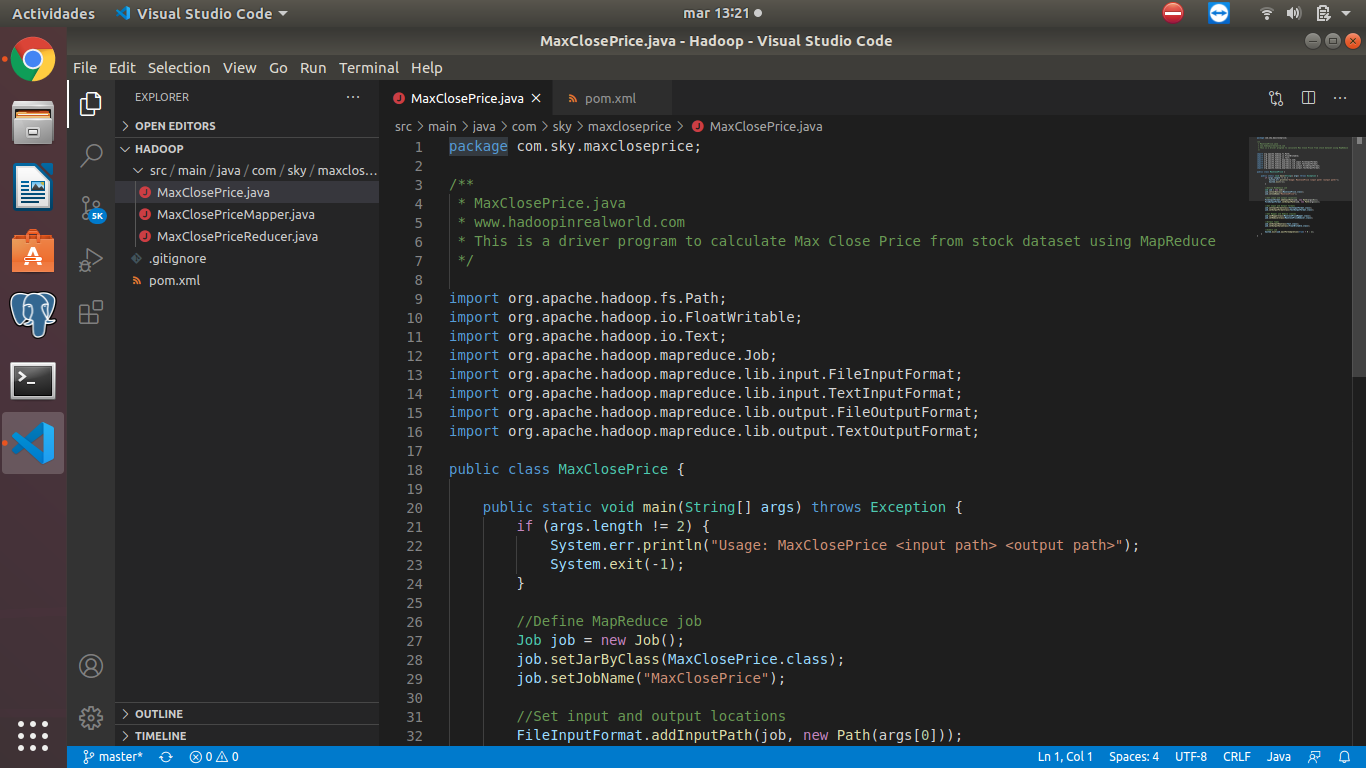 Actividades Visual Studio Code mar 13:21
MaxClosePrice.java - Hadoop - Visual Studio Code
File Edit Selection View Go Run Terminal Help
EXPLORER
OPEN EDITORS
HADOOP
src / main / java / com / sky / maxclos...
MaxClosePrice.java
MaxClosePriceMapper.java
MaxClosePriceReducer.java
.gitignore
pom.xml
5K
OUTLINE
TIMELINE
MaxClosePrice.java pom.xml
src > main > java > com > sky > maxcloseprice > MaxClosePrice.java
1 package com.sky.maxcloseprice;
2
3 /**
4 * MaxClosePrice.java
5 * www.hadoopinrealworld.com
6 * This is a driver program to calculate Max Close Price from stock dataset using MapReduce
7 */
8
9 import org.apache.hadoop.fs.Path;
10 import org.apache.hadoop.io.FloatWritable;
11 import org.apache.hadoop.io.Text;
12 import org.apache.hadoop.mapreduce.Job;
13 import org.apache.hadoop.mapreduce.lib.input.FileInputFormat;
14 import org.apache.hadoop.mapreduce.lib.input.TextInputFormat;
15 import org.apache.hadoop.mapreduce.lib.output.FileOutputFormat;
16 import org.apache.hadoop.mapreduce.lib.output.TextOutputFormat;
17
18 public class MaxClosePrice {
19
20 public static void main(String[] args) throws Exception {
21 if (args.length != 2) {
22 System.err.println("Usage: MaxClosePrice <input path> <output path>");
23 System.exit(-1);
24 }
25
26 //Define MapReduce job
27 Job job = new Job();
28 job.setJarByClass(MaxClosePrice.class);
29 job.setJobName("MaxClosePrice");
30
31 //Set input and output locations
32 FileInputFormat.addInputPath(job, new Path(args[0]));
master* 0 0 Ln 1, Col 1 Spaces: 4 UTF-8 CRLF Java